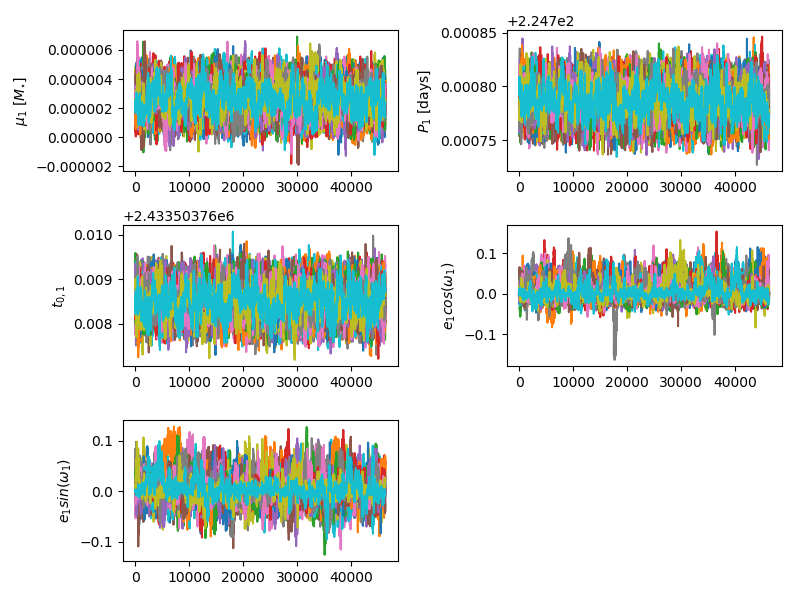 μ₁ [M⋆]
0.000006
0.000004
0.000002
0.000000
−0.000002
0 10000 20000 30000 40000
+2.247e2
P₁ [days]
0.00085
0.00080
0.00075
0 10000 20000 30000 40000
+2.43350376e6
t₀,₁
0.010
0.009
0.008
0 10000 20000 30000 40000
e₁cos(ω₁)
0.1
0.0
−0.1
0 10000 20000 30000 40000
e₁sin(ω₁)
0.1
0.0
−0.1
0 10000 20000 30000 40000